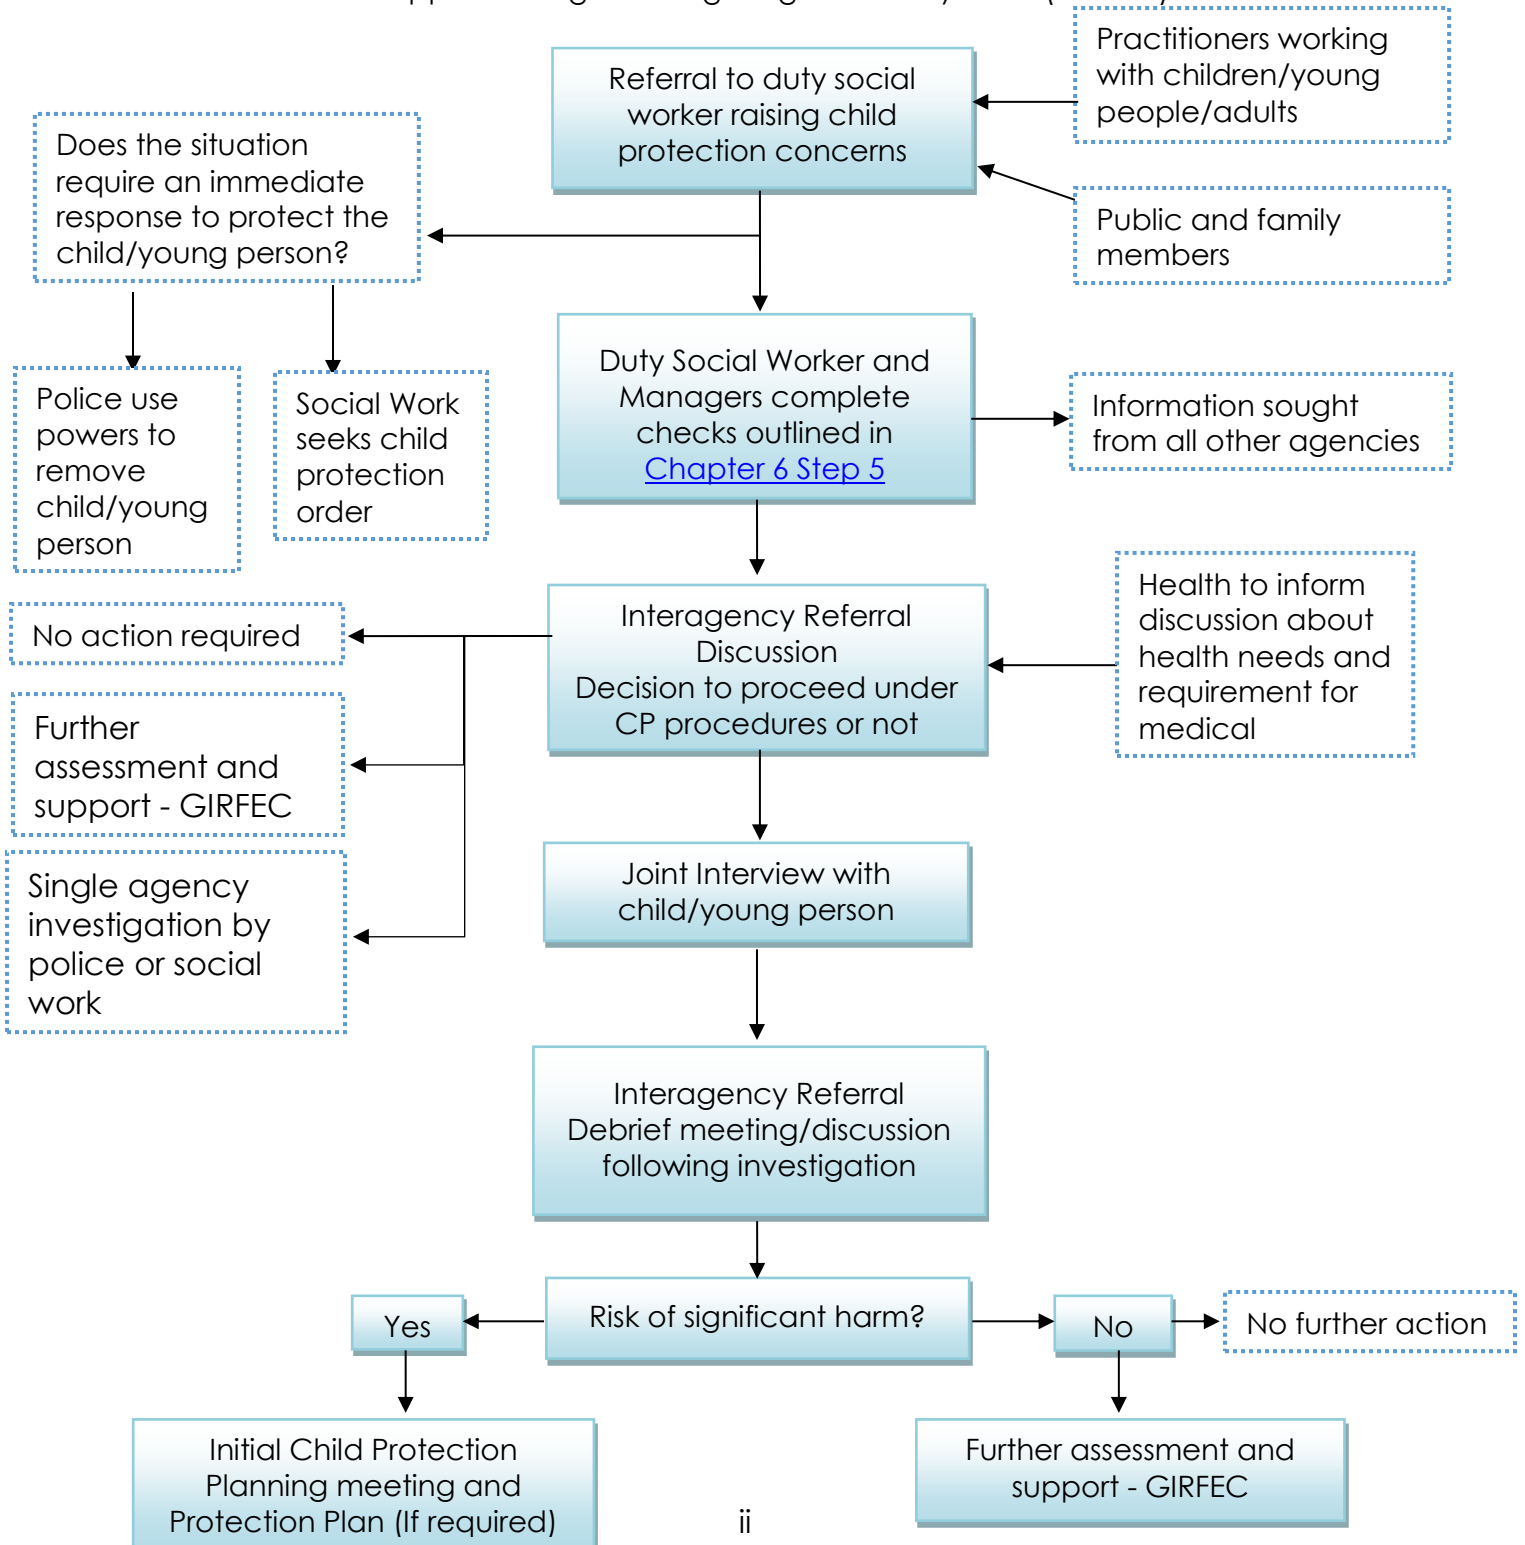 Practitioners working
with children/young
people/adults
Referral to duty social
worker raising child
protection concerns
Does the situation
require an immediate
response to protect the
child/young person?
Public and family
members
Duty Social Worker and
Managers complete
checks outlined in
Chapter 6 Step 5
Information sought
from all other agencies
Police use
powers to
remove
child/young
person
Social Work
seeks child
protection
order
Interagency Referral
Discussion
Decision to proceed under
CP procedures or not
Health to inform
discussion about
health needs and
requirement for
medical
No action required
Further
assessment and
support - GIRFEC
Single agency
investigation by
police or social
work
Joint Interview with
child/young person
Interagency Referral
Debrief meeting/discussion
following investigation
Risk of significant harm?
Yes
No
No further action
Initial Child Protection
Planning meeting and
Protection Plan (If required)
Further assessment and
support - GIRFEC
ii